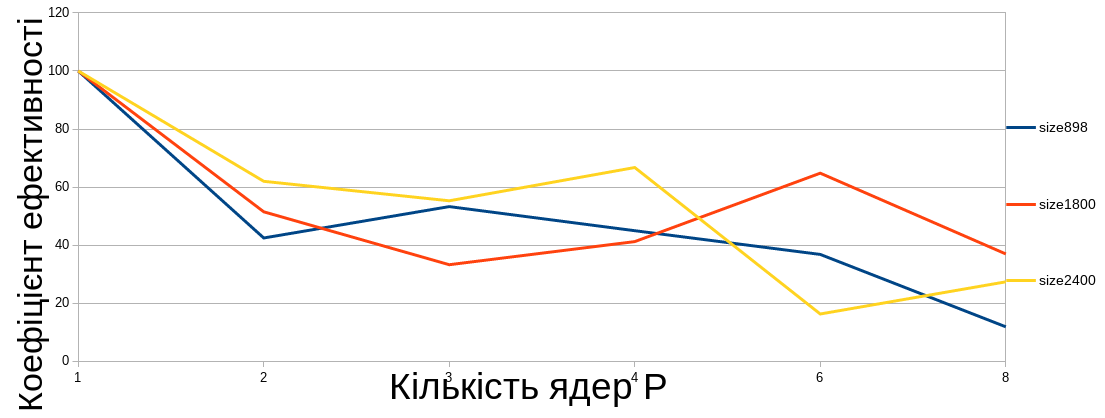 Коефіцієнт ефективності
120
100
80
60
40
20
0
1 2 3 4 6 8
Кількість ядер P
size898
size1800
size2400